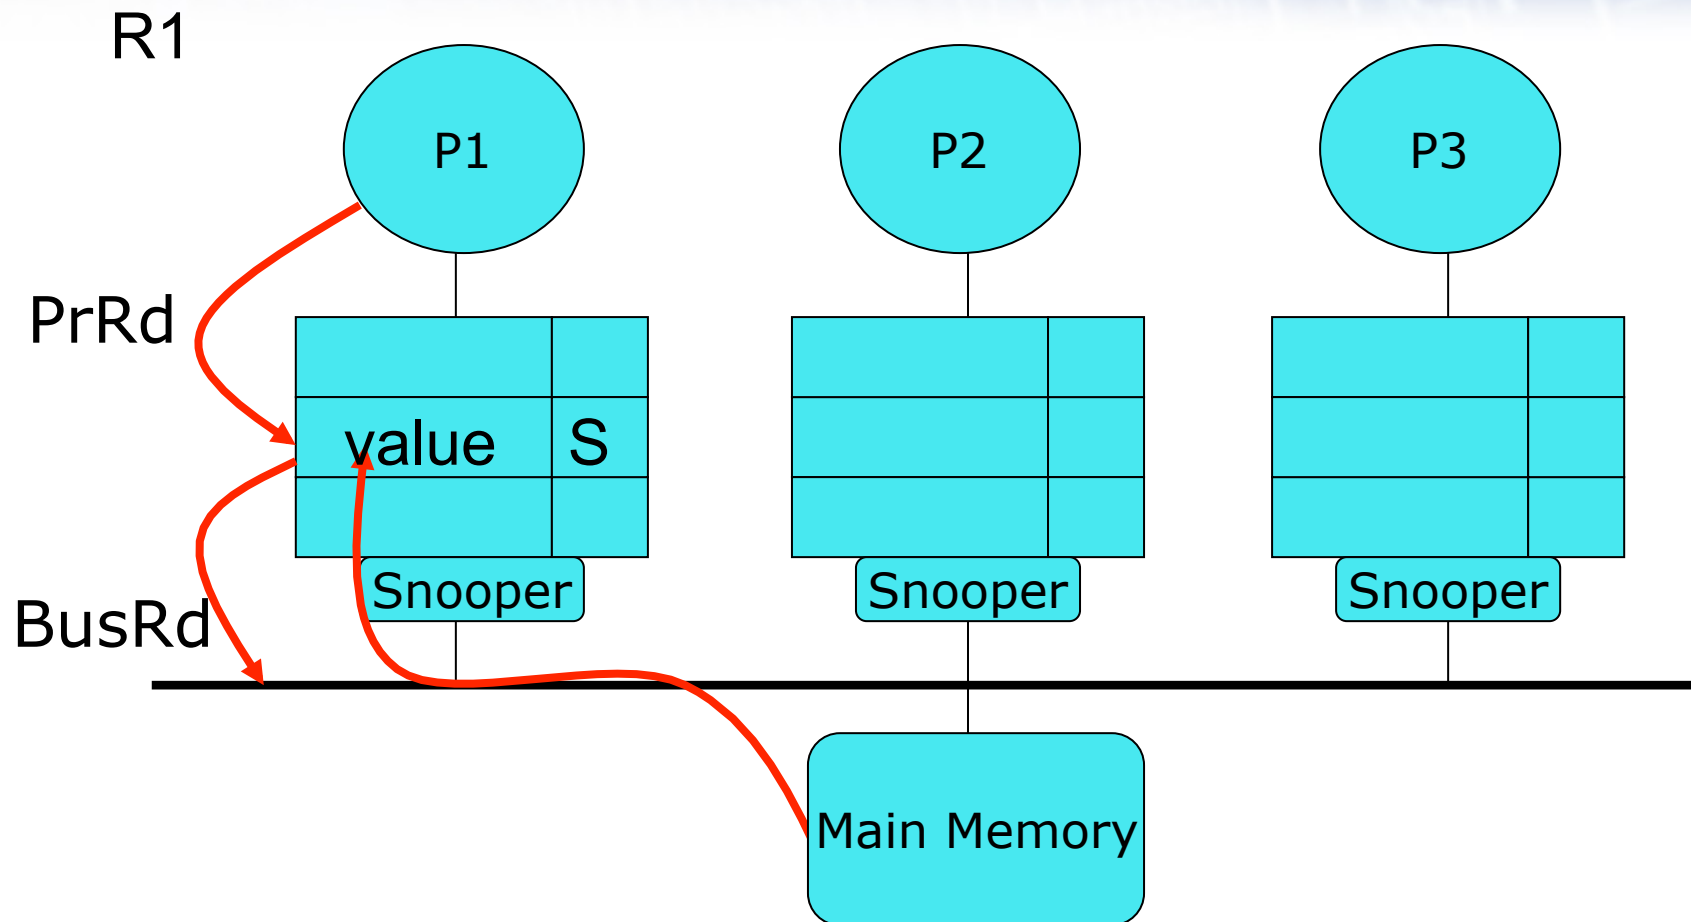 R1
P1
P2
P3
PrRd
value
S
Snooper
Snooper
Snooper
BusRd
Main Memory